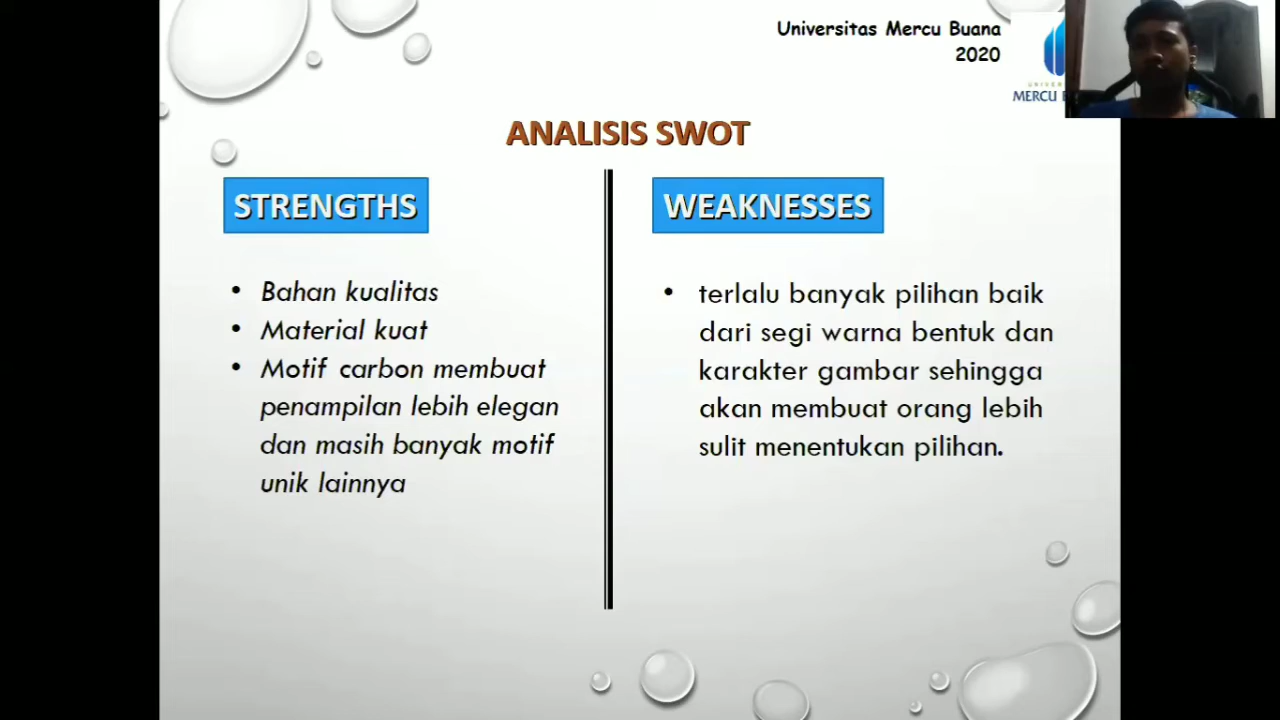 Universitas Mercu Buana
2020
MERCU
ANALISIS SWOT
STRENGTHS
• Bahan kualitas
• Material kuat
• Motif carbon membuat
penampilan lebih elegan
dan masih banyak motif
unik lainnya
WEAKNESSES
• terlalu banyak pilihan baik
dari segi warna bentuk dan
karakter gambar sehingga
akan membuat orang lebih
sulit menentukan pilihan.